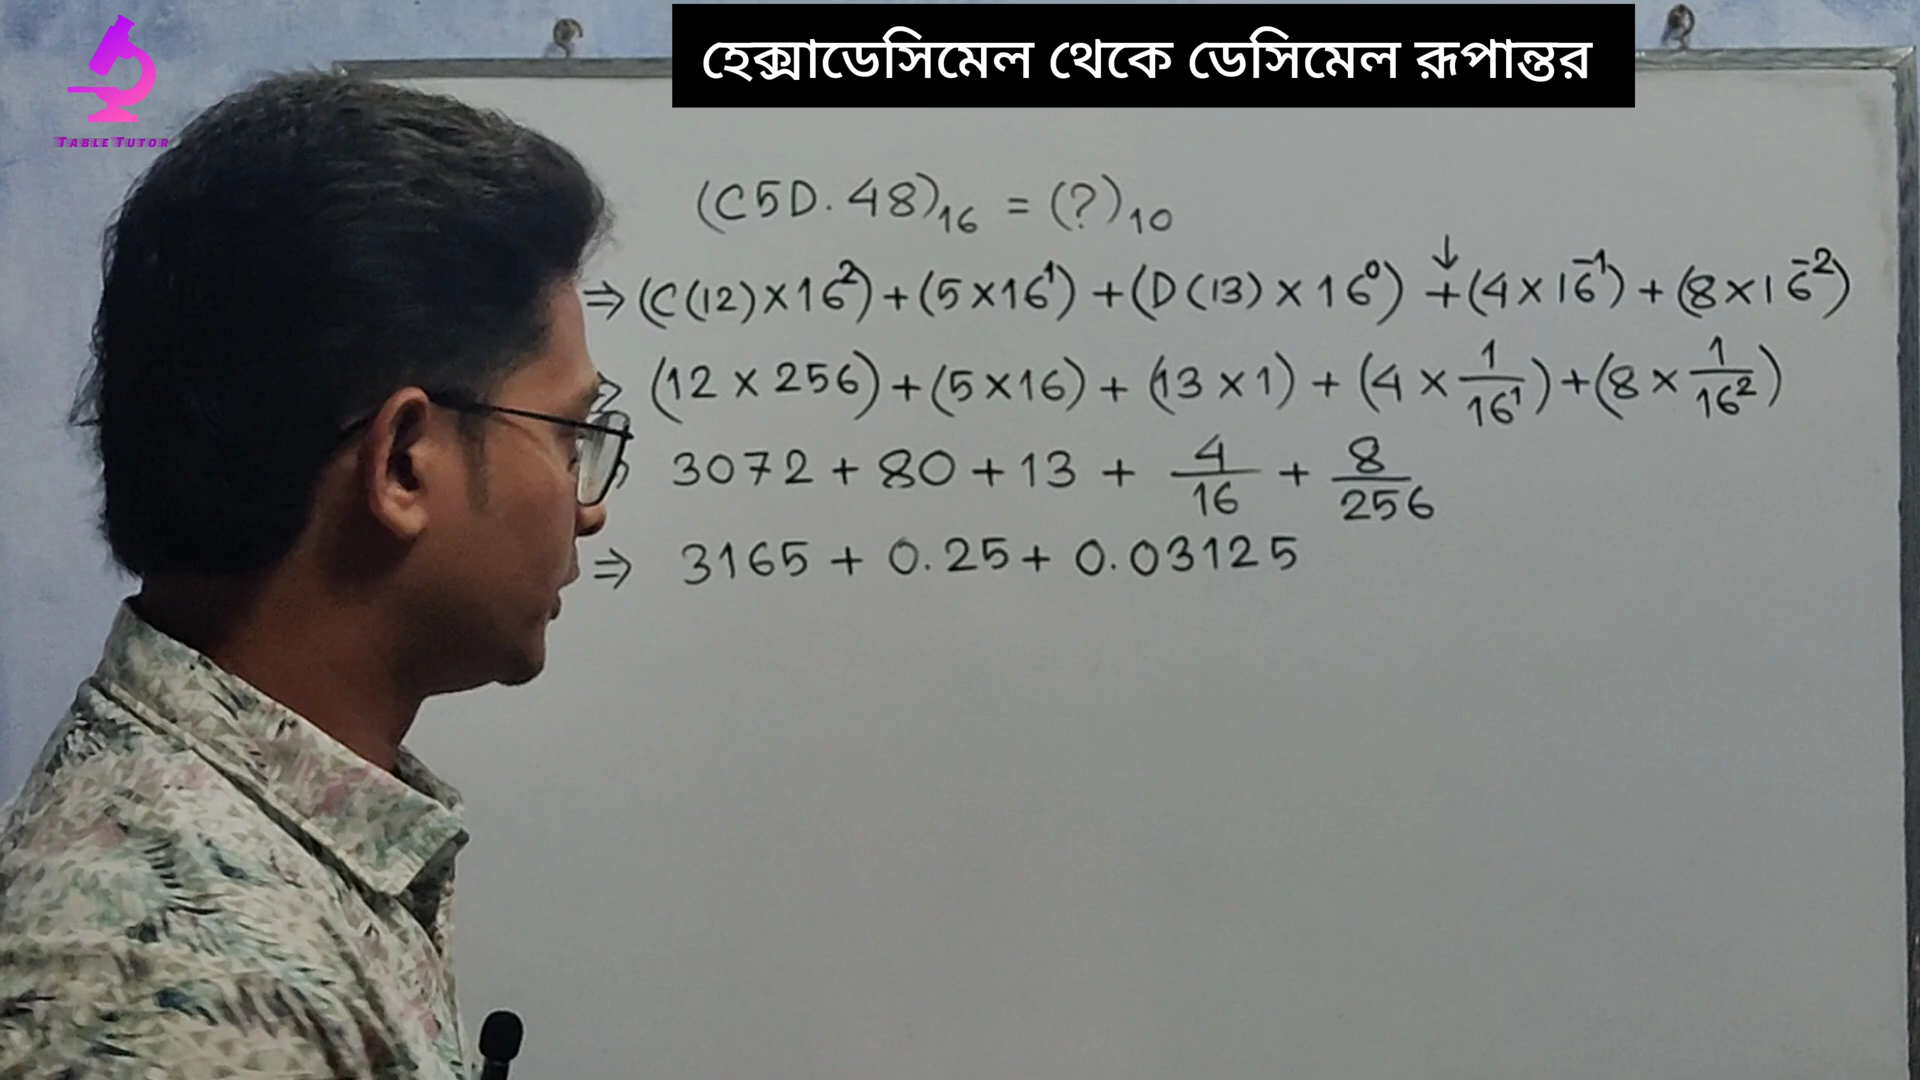 হেক্সাডেসিমেল থেকে ডেসিমেল রূপান্তর
TABLE TUTOR
(C5D.48)₁₆ = (?)₁₀
⇒ (C(12)×16²)+(5×16¹)+(D(13)×16⁰) ↓+(4×16⁻¹)+(8×16⁻²)
⇒ (12×256)+(5×16)+(13×1)+(4×1/16¹)+(8×1/16²)
⇒ 3072+80+13+4/16+8/256
⇒ 3165+0.25+0.03125